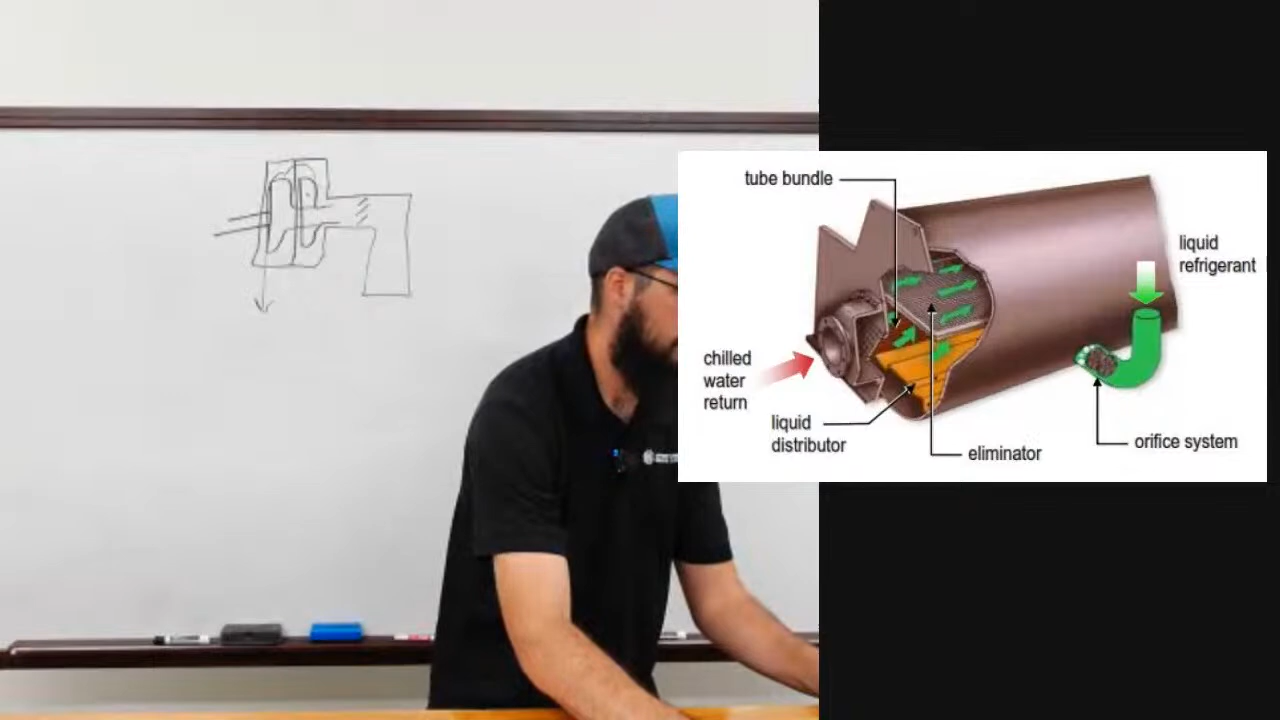 tube bundle
liquid
refrigerant
chilled
water
return
liquid
distributor
eliminator
orifice system